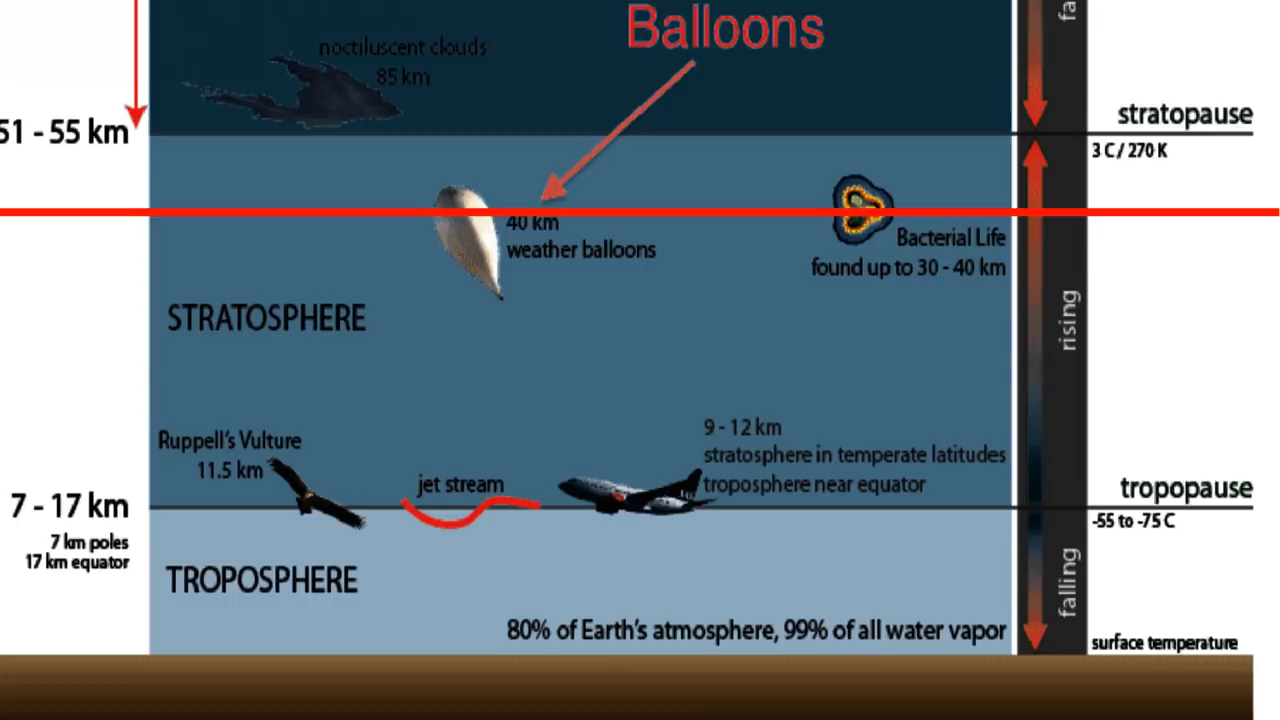 Balloons
fa
noctiluscent clouds
85 km
51 - 55 km
stratopause
3 C / 270 K
40 km
weather balloons
Bacterial Life
found up to 30 - 40 km
STRATOSPHERE
rising
Ruppell's Vulture
11.5 km
jet stream
9 - 12 km
stratosphere in temperate latitudes
troposphere near equator
7 - 17 km
7 km poles
17 km equator
tropopause
-55 to -75 C
TROPOSPHERE
falling
80% of Earth's atmosphere, 99% of all water vapor
surface temperature